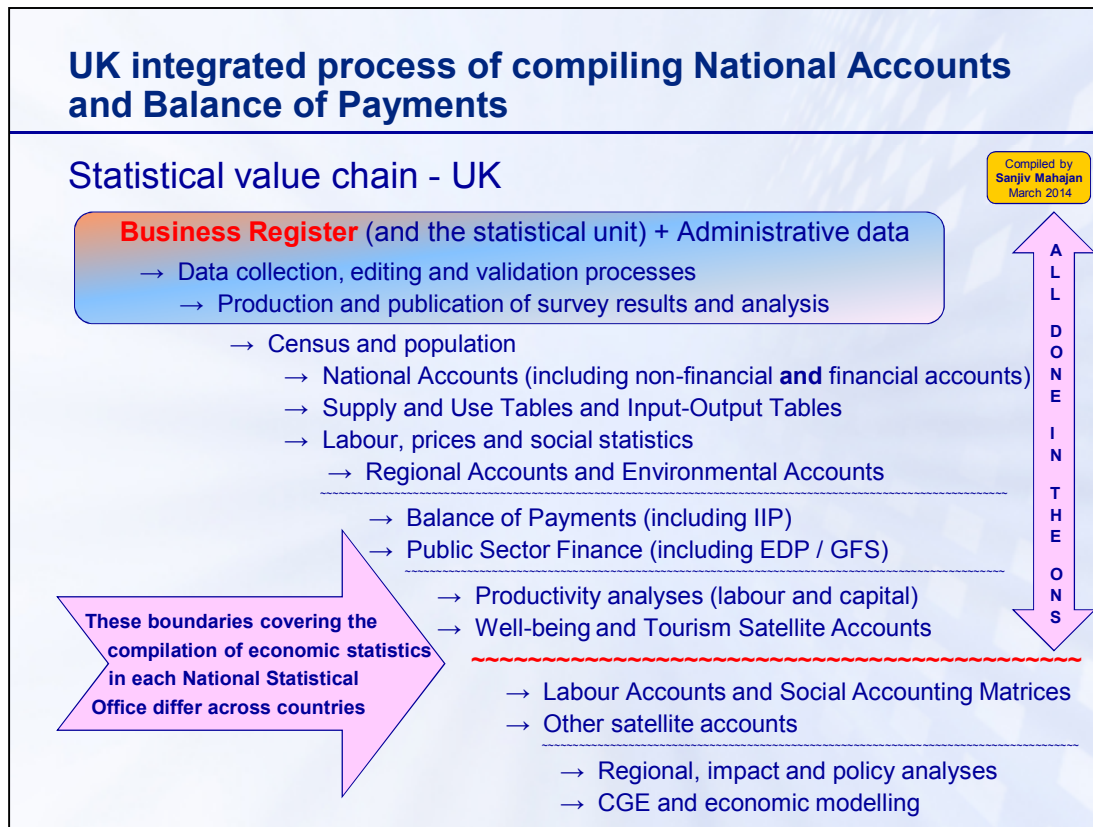 UK integrated process of compiling National Accounts
and Balance of Payments
Statistical value chain - UK
Compiled by
Sanjiv Mahajan
March 2014
Business Register (and the statistical unit) + Administrative data
→ Data collection, editing and validation processes
→ Production and publication of survey results and analysis
→ Census and population
→ National Accounts (including non-financial and financial accounts)
→ Supply and Use Tables and Input-Output Tables
→ Labour, prices and social statistics
→ Regional Accounts and Environmental Accounts
→ Balance of Payments (including IIP)
→ Public Sector Finance (including EDP / GFS)
→ Productivity analyses (labour and capital)
→ Well-being and Tourism Satellite Accounts
→ Labour Accounts and Social Accounting Matrices
→ Other satellite accounts
→ Regional, impact and policy analyses
→ CGE and economic modelling
These boundaries covering the
compilation of economic statistics
in each National Statistical
Office differ across countries
ALL DONE IN THE ONS